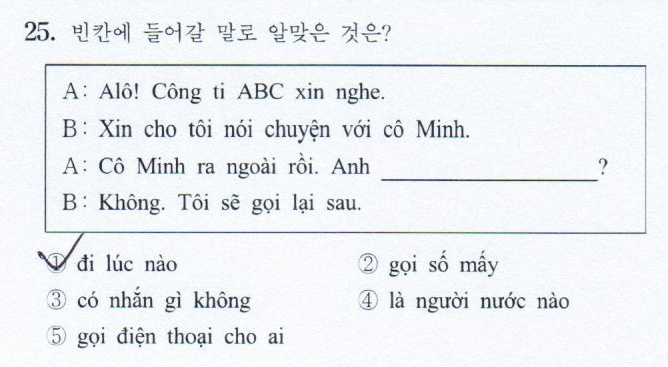 25. 빈칸에 들어갈 말로 알맞은 것은?
A: Alô! Công ti ABC xin nghe.
B: Xin cho tôi nói chuyện với cô Minh.
A: Cô Minh ra ngoài rồi. Anh ____________________?
B: Không. Tôi sẽ gọi lại sau.
① đi lúc nào ② gọi số mấy
③ có nhắn gì không ④ là người nước nào
⑤ gọi điện thoại cho ai